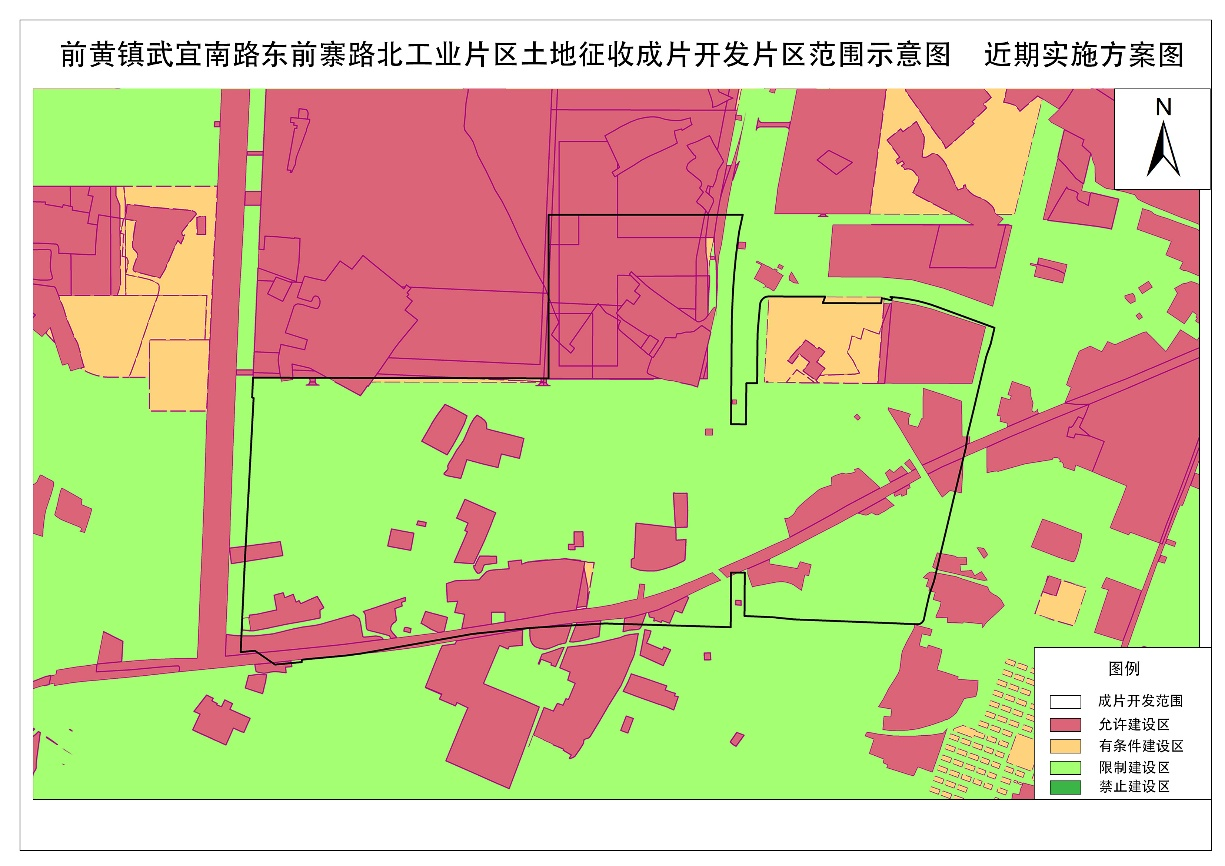 前黄镇武宜南路东前寨路北工业片区土地征收成片开发片区范围示意图 近期实施方案图
N
图例
成片开发范围
允许建设区
有条件建设区
限制建设区
禁止建设区